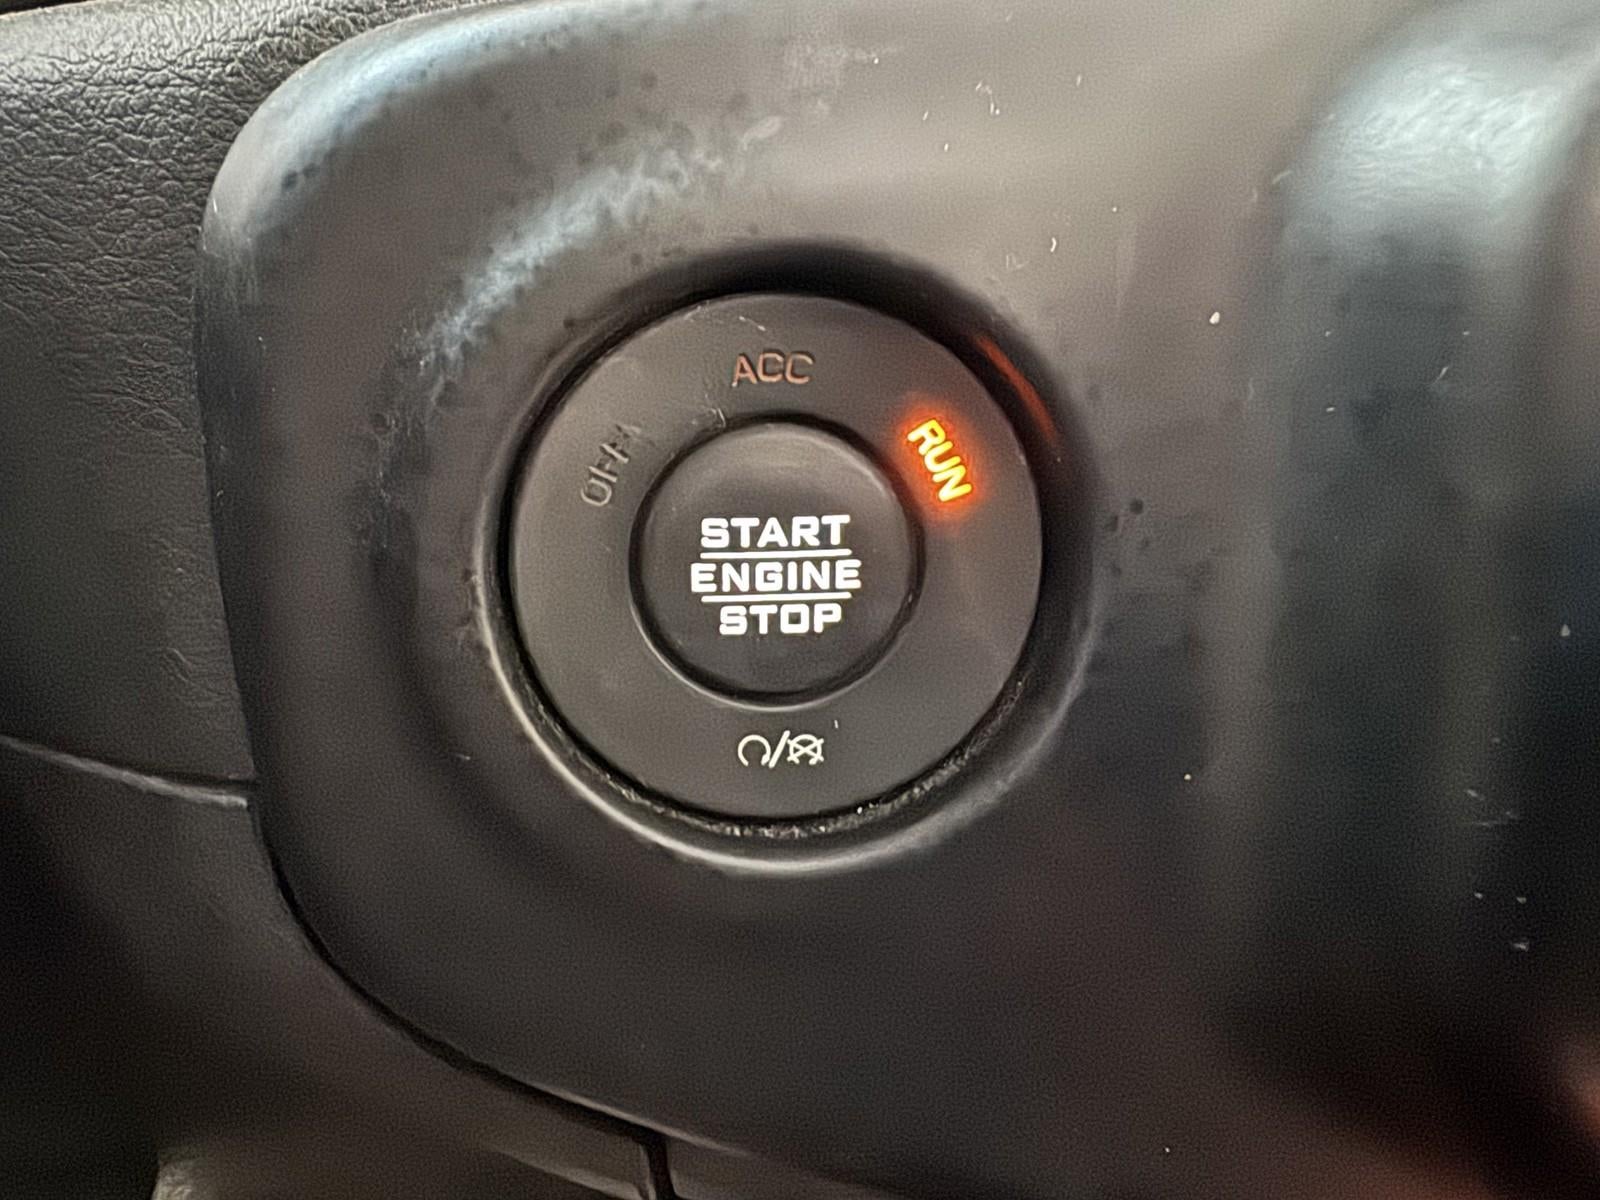 ACC
OFF
RUN
START
ENGINE
STOP